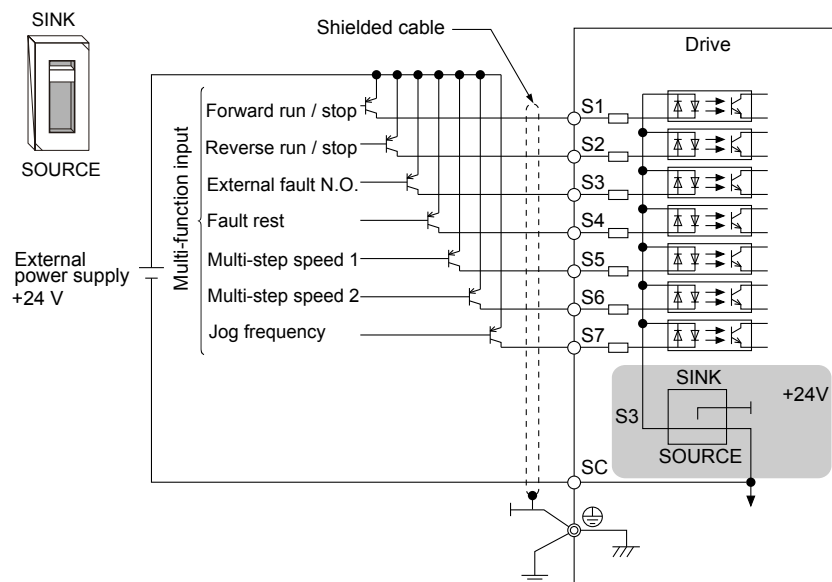 SINK
SOURCE
Shielded cable
Drive
Multi-function input
Forward run / stop
Reverse run / stop
External fault N.O.
Fault rest
Multi-step speed 1
Multi-step speed 2
Jog frequency
External
power supply
+24 V
S1
S2
S3
S4
S5
S6
S7
SINK
+24V
S3
SOURCE
SC